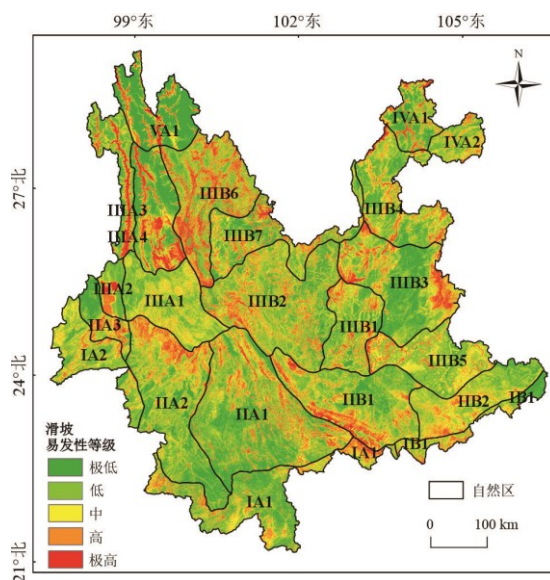 99°东
102°东
105°东
N
27°北
24°北
21°北
VA1
IVA1
IVA2
IIIB6
IIIA3
IIIA4
IIIB4
IIIB7
IIIA2
IIIA1
IIIB2
IIIB3
IIA3
IIIB1
IA2
IIIB5
IIA2
IIA1
IIB1
IIB2
IB1
IA1
IB1
IA1
滑坡
易发性等级
极低
低
中
高
极高
自然区
0 100 km